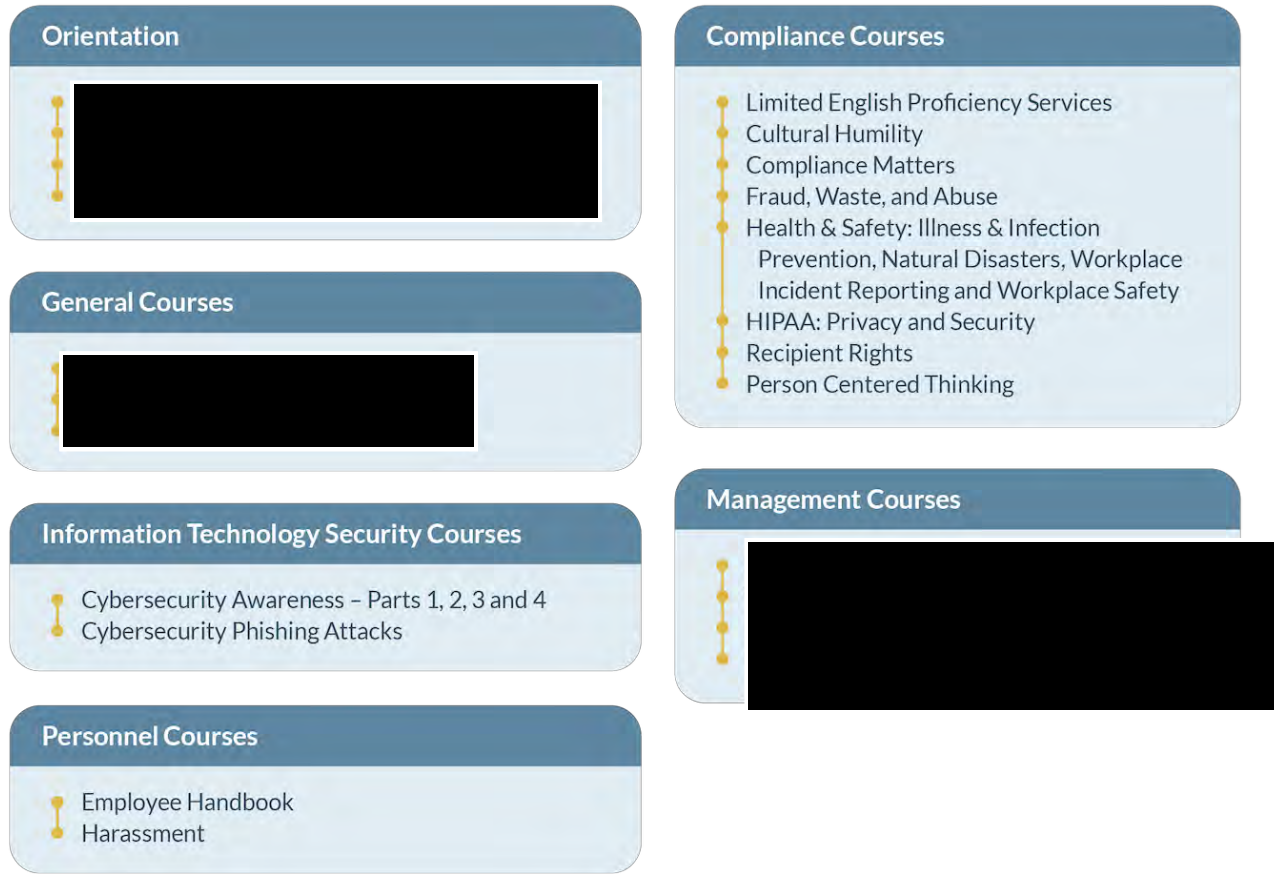 Orientation
General Courses
Information Technology Security Courses
Cybersecurity Awareness – Parts 1, 2, 3 and 4
Cybersecurity Phishing Attacks
Personnel Courses
Employee Handbook
Harassment
Compliance Courses
Limited English Proficiency Services
Cultural Humility
Compliance Matters
Fraud, Waste, and Abuse
Health & Safety: Illness & Infection
Prevention, Natural Disasters, Workplace
Incident Reporting and Workplace Safety
HIPAA: Privacy and Security
Recipient Rights
Person Centered Thinking
Management Courses